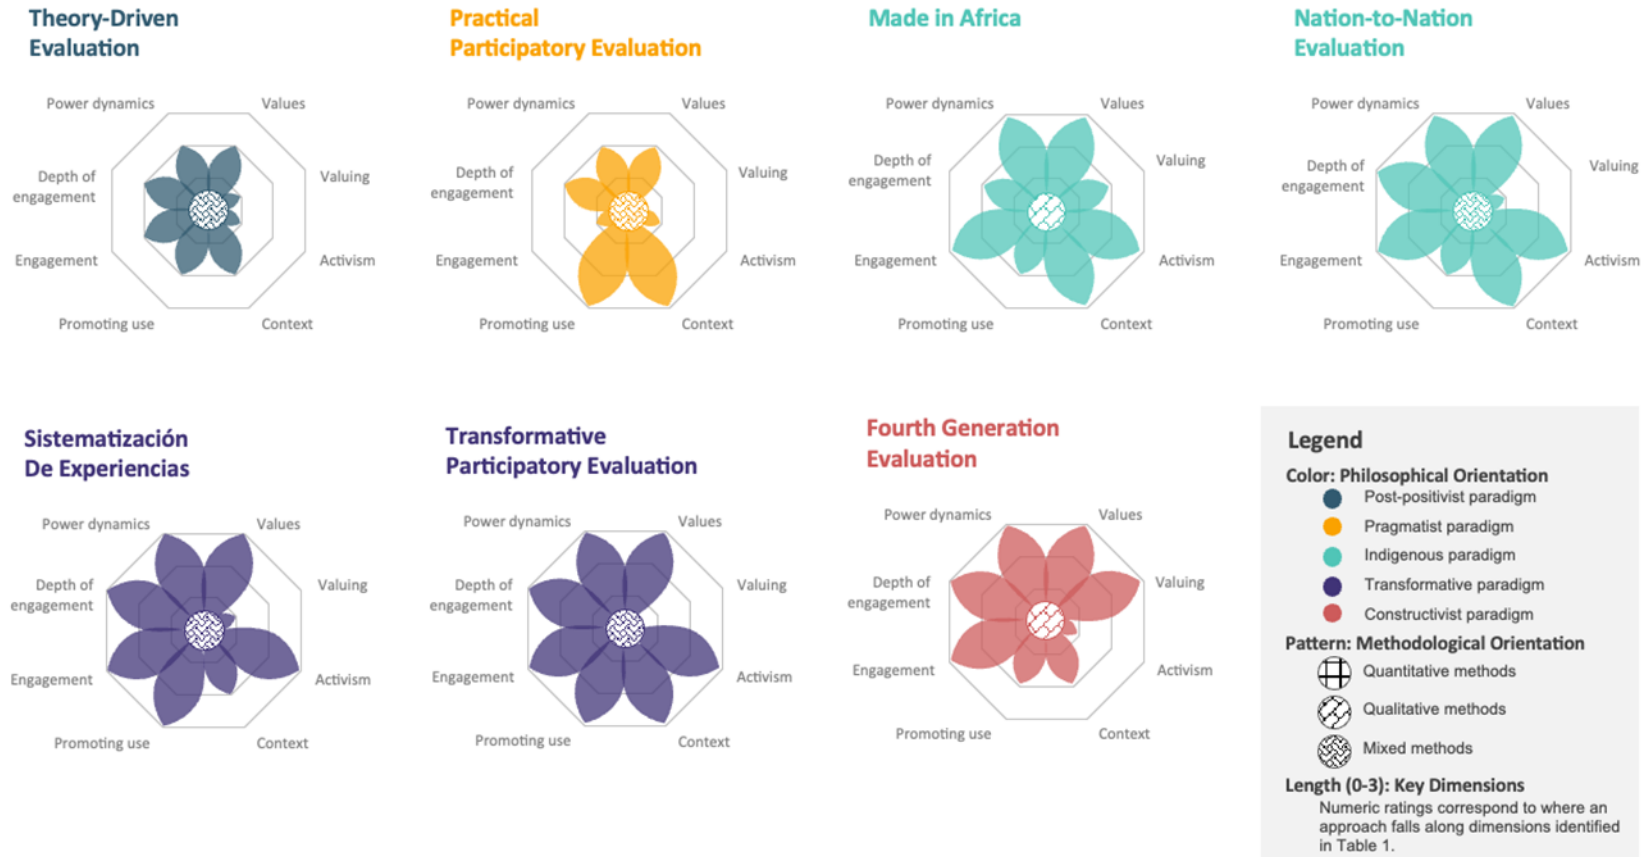 Theory-Driven
Evaluation
Power dynamics
Values
Depth of
engagement
Valuing
Engagement
Activism
Promoting use
Context
Practical
Participatory Evaluation
Power dynamics
Values
Depth of
engagement
Valuing
Engagement
Activism
Promoting use
Context
Made in Africa
Power dynamics
Values
Depth of
engagement
Valuing
Engagement
Activism
Promoting use
Context
Nation-to-Nation
Evaluation
Power dynamics
Values
Depth of
engagement
Valuing
Engagement
Activism
Promoting use
Context
Sistematización
De Experiencias
Power dynamics
Values
Depth of
engagement
Valuing
Engagement
Activism
Promoting use
Context
Transformative
Participatory Evaluation
Power dynamics
Values
Depth of
engagement
Valuing
Engagement
Activism
Promoting use
Context
Fourth Generation
Evaluation
Power dynamics
Values
Depth of
engagement
Valuing
Engagement
Activism
Promoting use
Context
Legend
Color: Philosophical Orientation
Post-positivist paradigm
Pragmatist paradigm
Indigenous paradigm
Transformative paradigm
Constructivist paradigm
Pattern: Methodological Orientation
Quantitative methods
Qualitative methods
Mixed methods
Length (0-3): Key Dimensions
Numeric ratings correspond to where an
approach falls along dimensions identified
in Table 1.